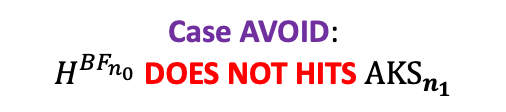 Case AVOID:
H^{BF_{n_0}} DOES NOT HITS AKS_{n_1}